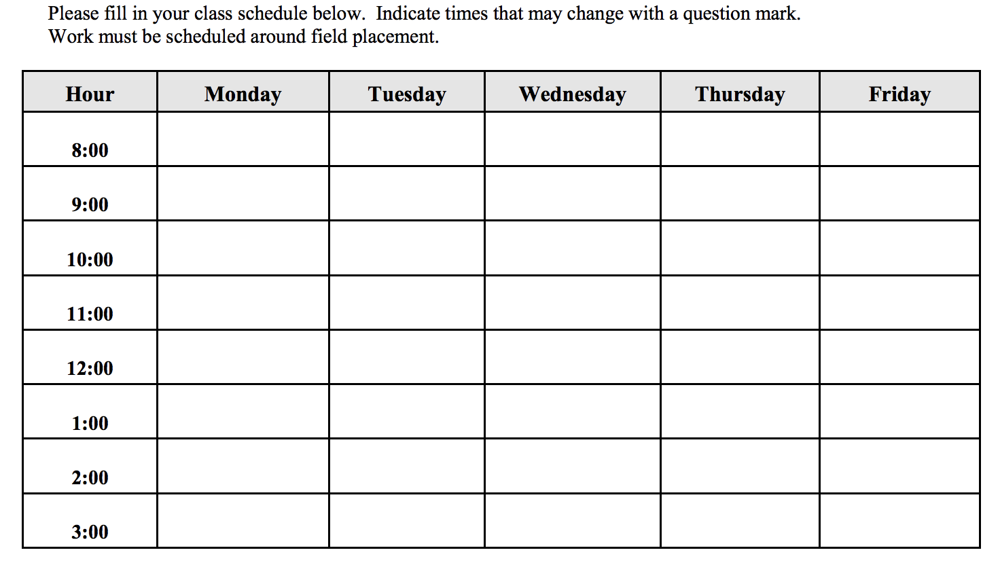 Please fill in your class schedule below.  Indicate times that may change with a question mark.
Work must be scheduled around field placement.
Hour Monday Tuesday Wednesday Thursday Friday
8:00
9:00
10:00
11:00
12:00
1:00
2:00
3:00